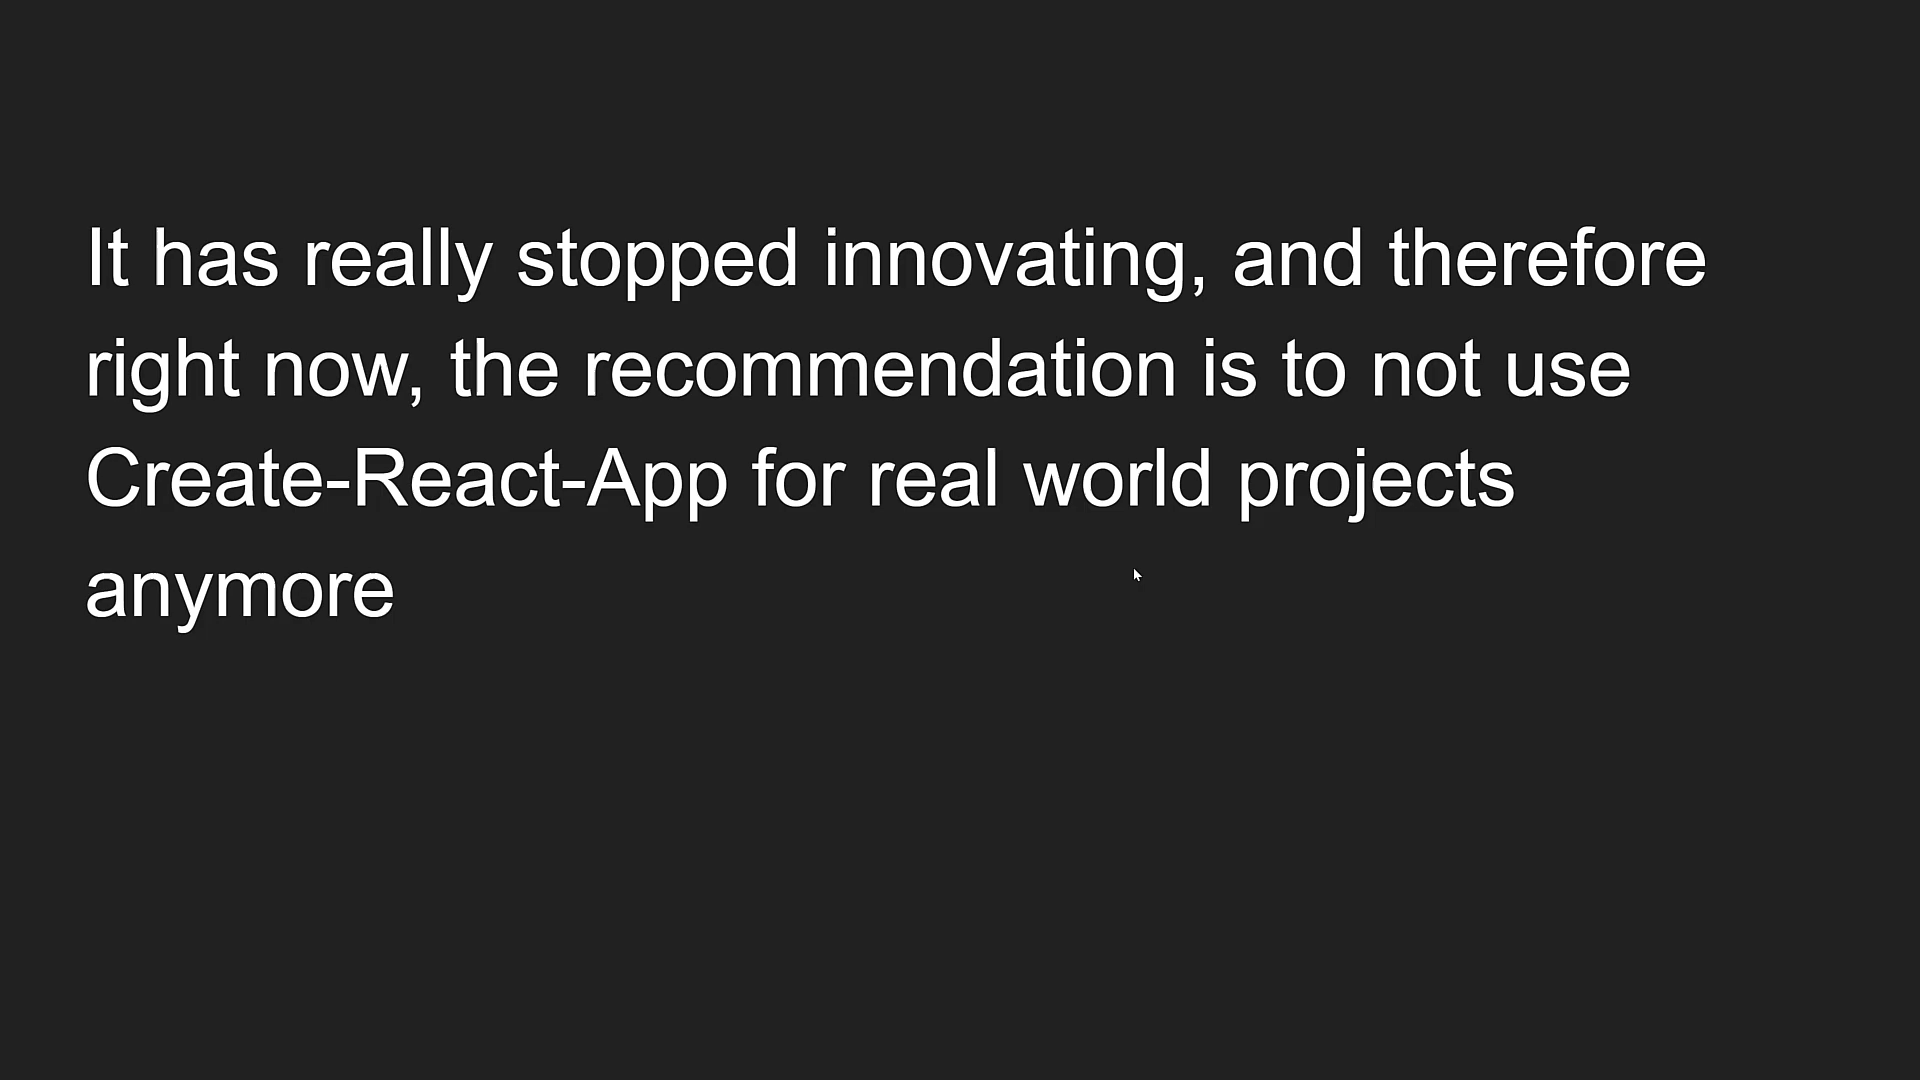 It has really stopped innovating, and therefore
right now, the recommendation is to not use
Create-React-App for real world projects
anymore